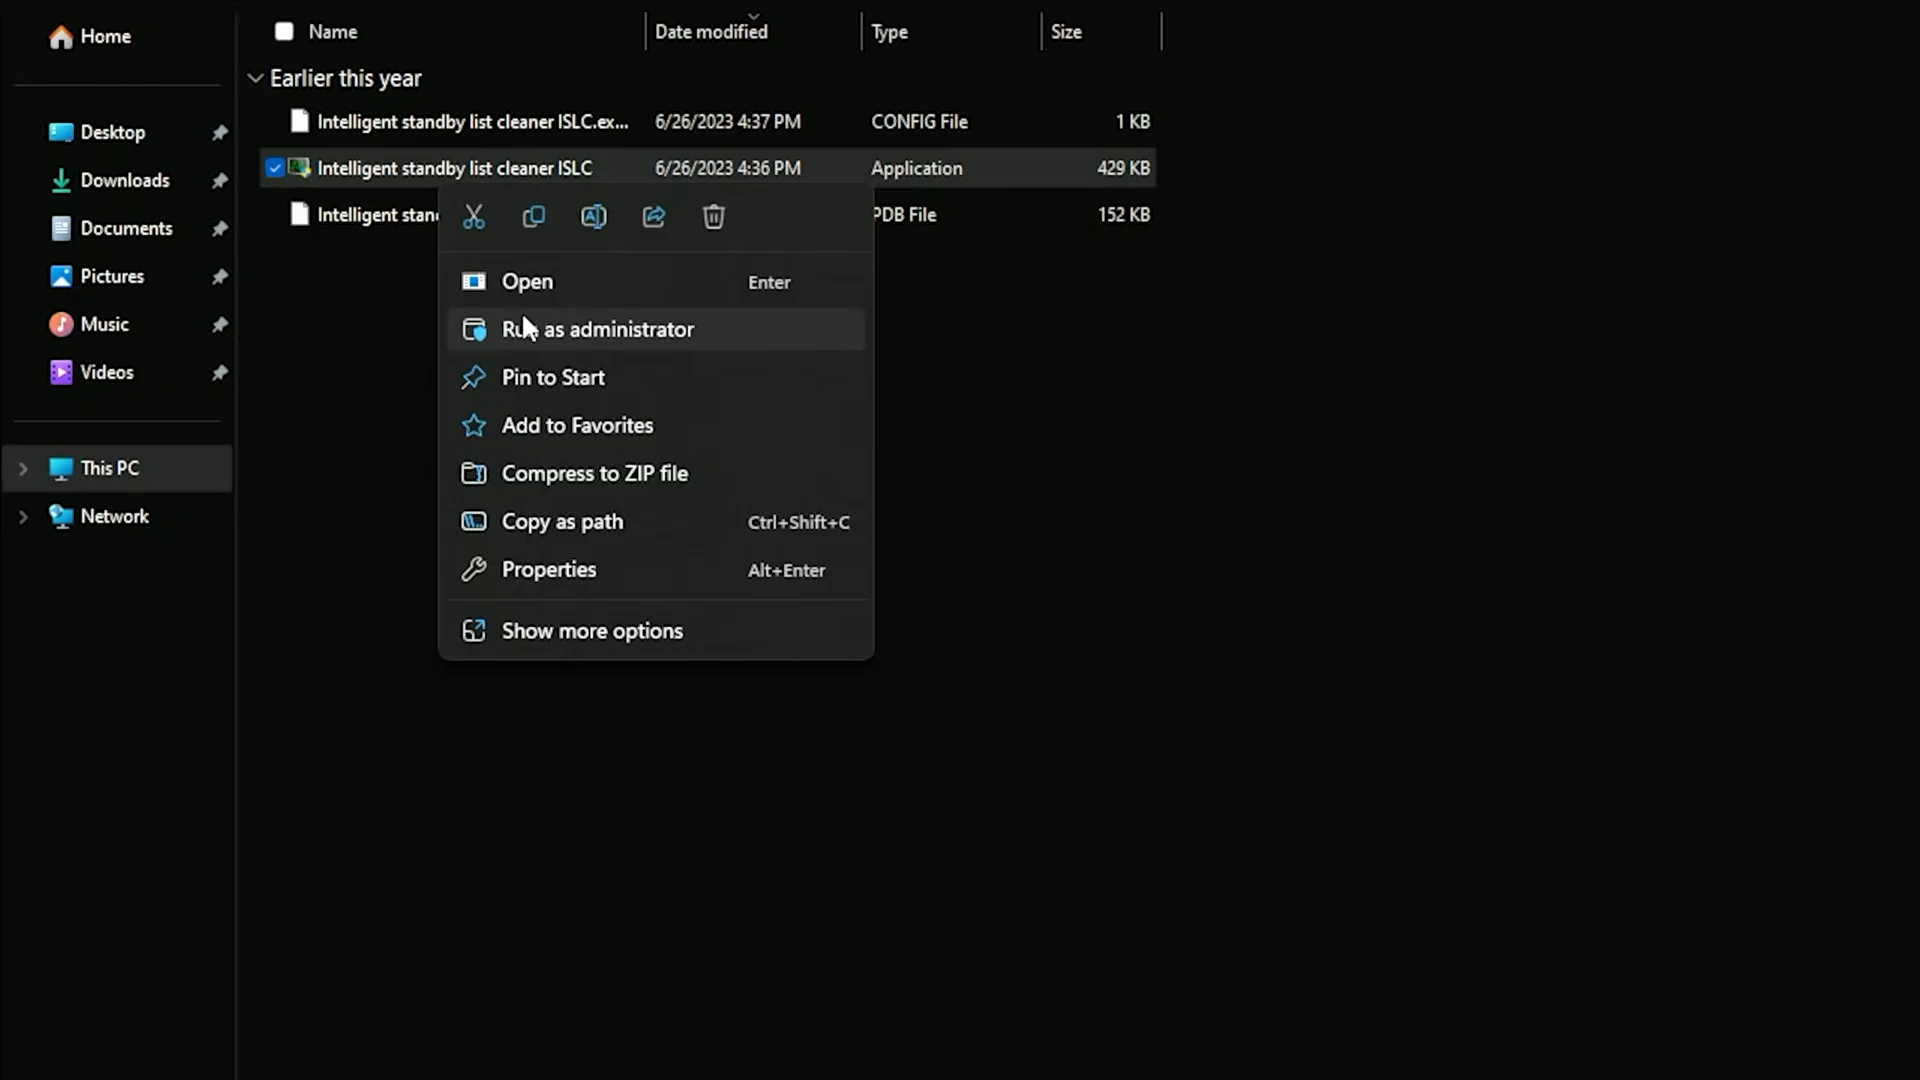 Home
Name Date modified Type Size
Earlier this year
Intelligent standby list cleaner ISLC.ex... 6/26/2023 4:37 PM CONFIG File 1 KB
Desktop
Intelligent standby list cleaner ISLC 6/26/2023 4:36 PM Application 429 KB
Downloads
Intelligent PDB File 152 KB
Documents
Pictures
Music
Videos
This PC
Network
Open Enter
Run as administrator
Pin to Start
Add to Favorites
Compress to ZIP file
Copy as path Ctrl+Shift+C
Properties Alt+Enter
Show more options